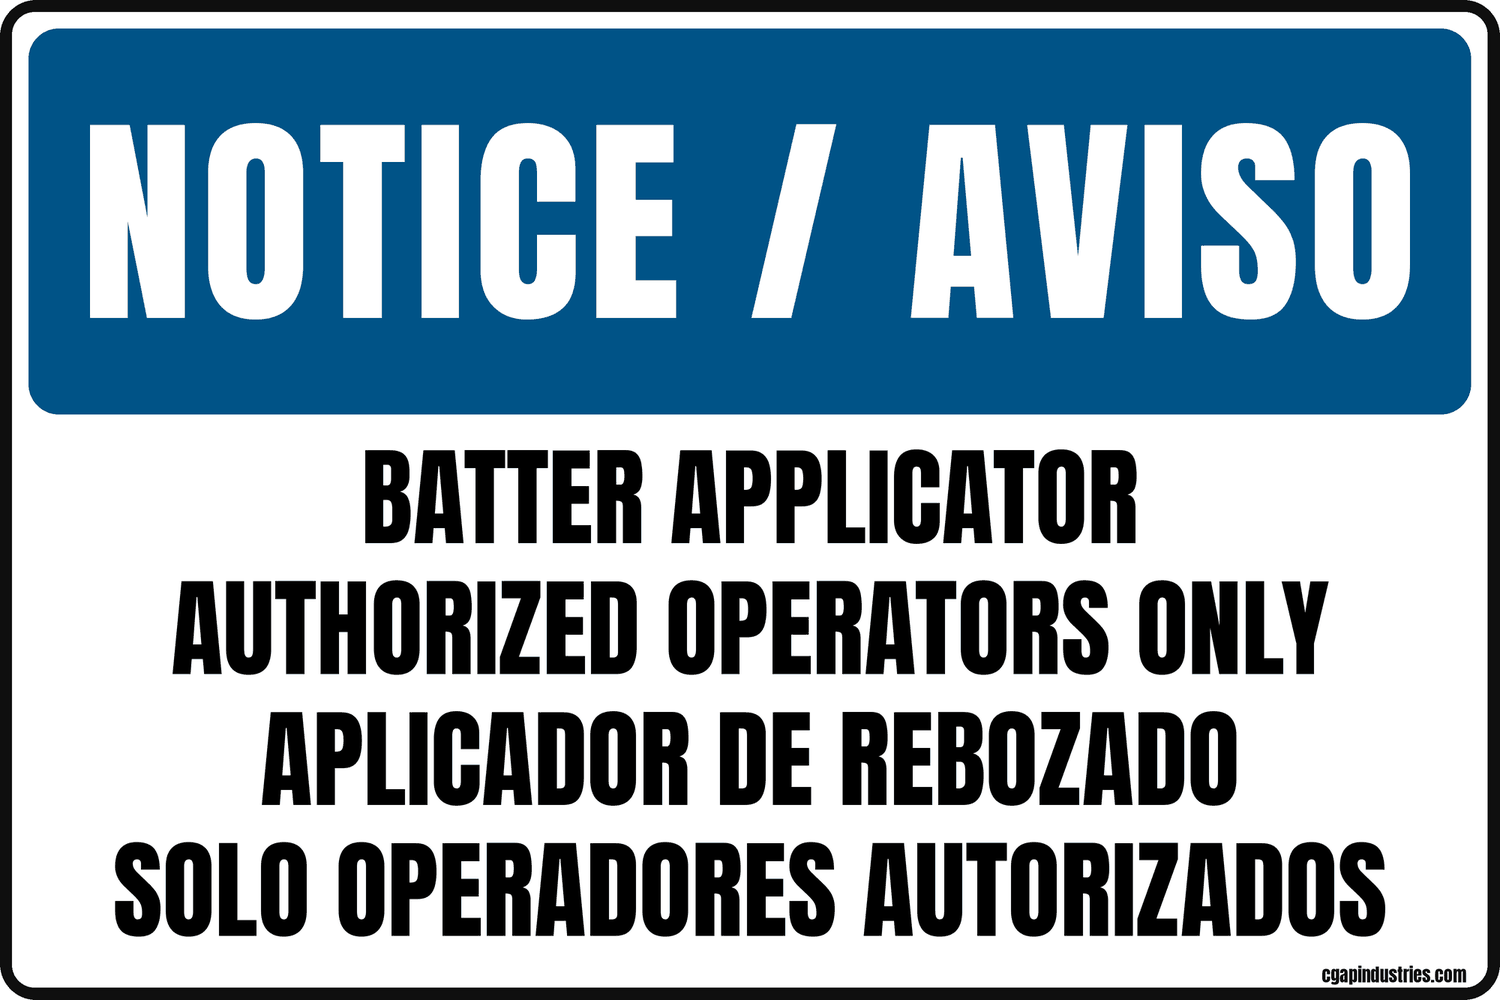 NOTICE / AVISO
BATTER APPLICATOR
AUTHORIZED OPERATORS ONLY
APLICADOR DE REBOZADO
SOLO OPERADORES AUTORIZADOS
cgapindustries.com